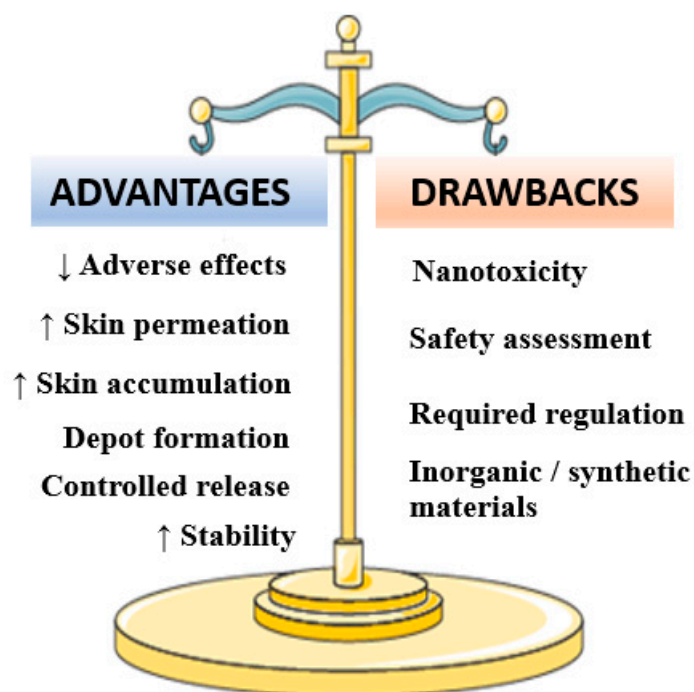 ADVANTAGES
↓ Adverse effects
↑ Skin permeation
↑ Skin accumulation
Depot formation
Controlled release
↑ Stability
DRAWBACKS
Nanotoxicity
Safety assessment
Required regulation
Inorganic / synthetic
materials